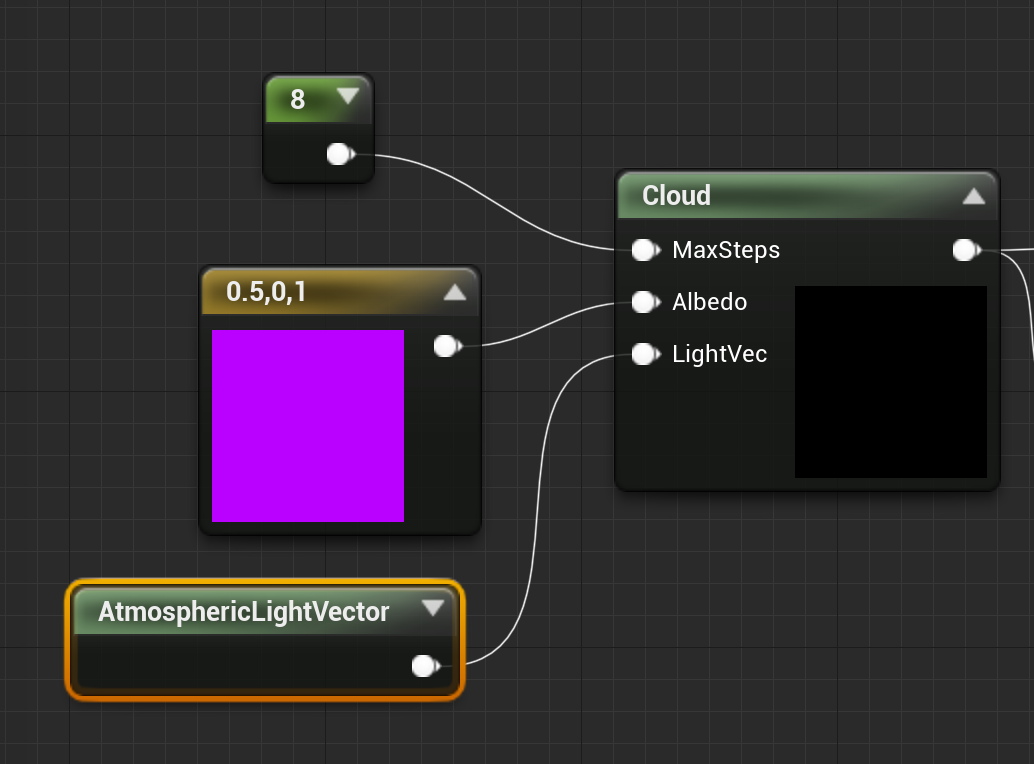 8
Cloud
MaxSteps
0.5,0,1
Albedo
LightVec
AtmosphericLightVector